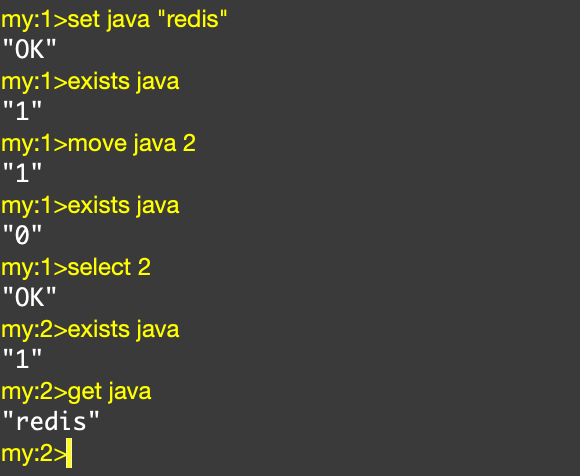 my:1>set java "redis"
"OK"
my:1>exists java
"1"
my:1>move java 2
"1"
my:1>exists java
"0"
my:1>select 2
"OK"
my:2>exists java
"1"
my:2>get java
"redis"
my:2>